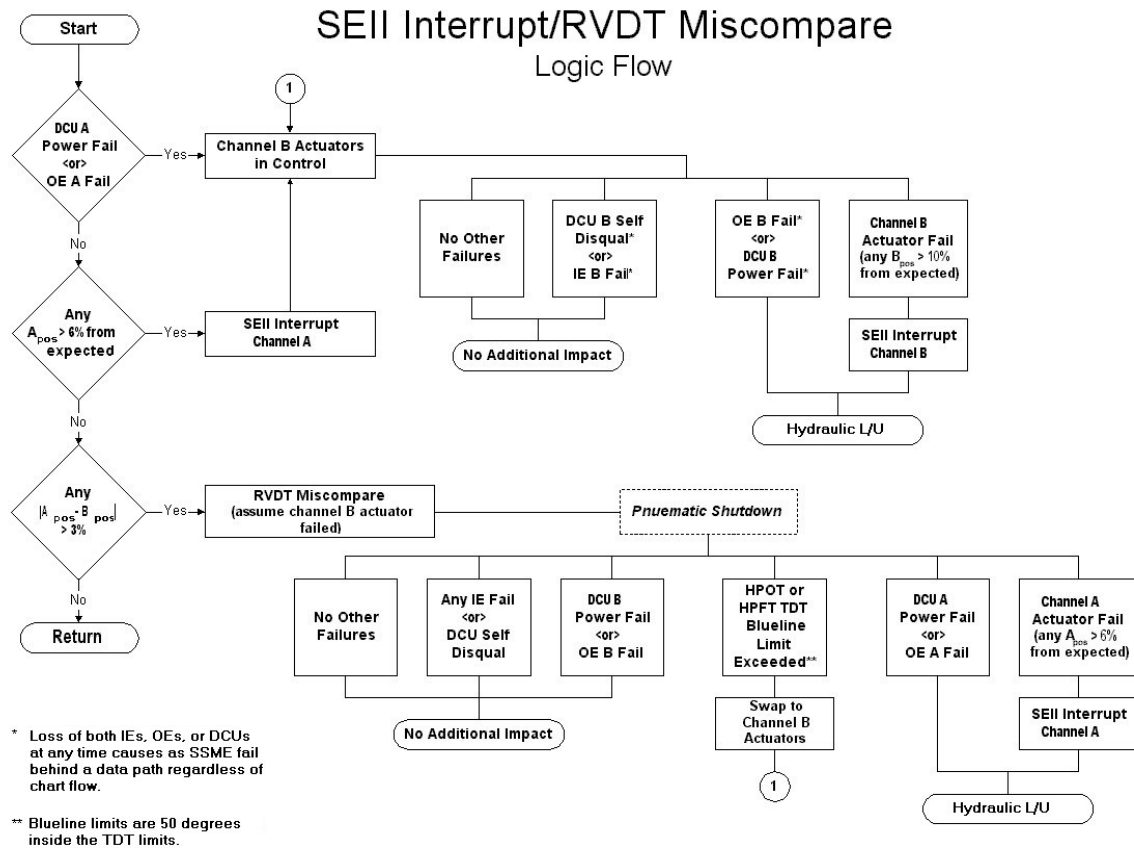 SEII Interrupt/RVDT Miscompare
Logic Flow
Start
1
DCU A
Power Fail
<or>
OE A Fail
Yes
Channel B Actuators
in Control
No
No Other
Failures
DCU B Self
Disqual*
<or>
IE B Fail*
OE B Fail*
<or>
DCU B
Power Fail*
Channel B
Actuator Fail
(any Bpos > 10%
from expected)
Any
Apos > 6% from
expected
Yes
SEII Interrupt
Channel A
SEII Interrupt
Channel B
No Additional Impact
No
Hydraulic L/U
Any
|A pos - B pos|
> 3%
Yes
RVDT Miscompare
(assume channel B actuator
failed)
Pnuematic Shutdown
No
Return
No Other
Failures
Any IE Fail
<or>
DCU Self
Disqual
DCU B
Power Fail
<or>
OE B Fail
HPOT or
HPFT TDT
Blueline
Limit
Exceeded**
DCU A
Power Fail
<or>
OE A Fail
Channel A
Actuator Fail
(any Apos > 6%
from expected)
Swap to
Channel B
Actuators
SEII Interrupt
Channel A
No Additional Impact
1
Hydraulic L/U
* Loss of both IEs, OEs, or DCUs
at any time causes as SSME fail
behind a data path regardless of
chart flow.
** Blueline limits are 50 degrees
inside the TDT limits.